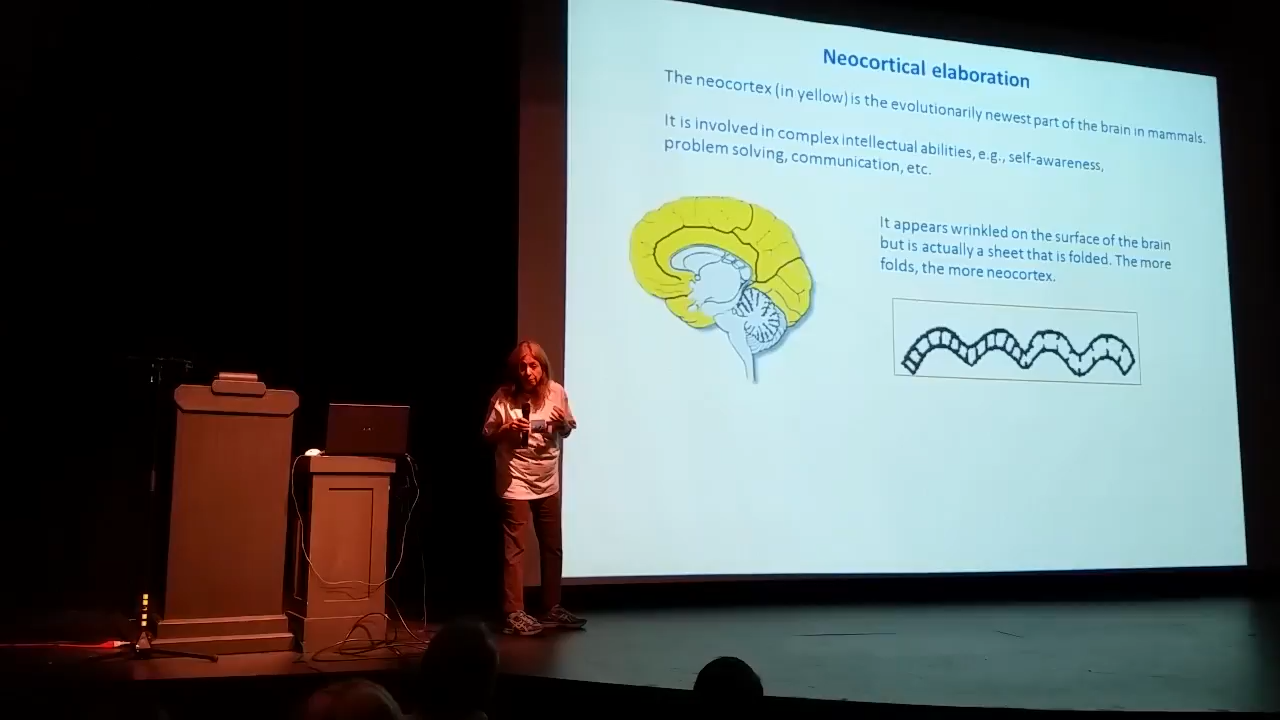 Neocortical elaboration
The neocortex (in yellow) is the evolutionarily newest part of the brain in mammals.
It is involved in complex intellectual abilities, e.g., self-awareness,
problem solving, communication, etc.
It appears wrinkled on the surface of the brain
but is actually a sheet that is folded. The more
folds, the more neocortex.